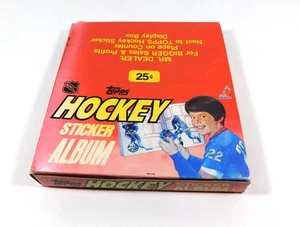 MR. DEALER:
For BIGGER Sales & Profits
Place on Counter
Next to TOPPS Hockey Sticker
Display Box
25¢
NHL
Topps
HOCKEY
STICKER
ALBUM
22
Topps
HOCKEY
STICKER ALBUM